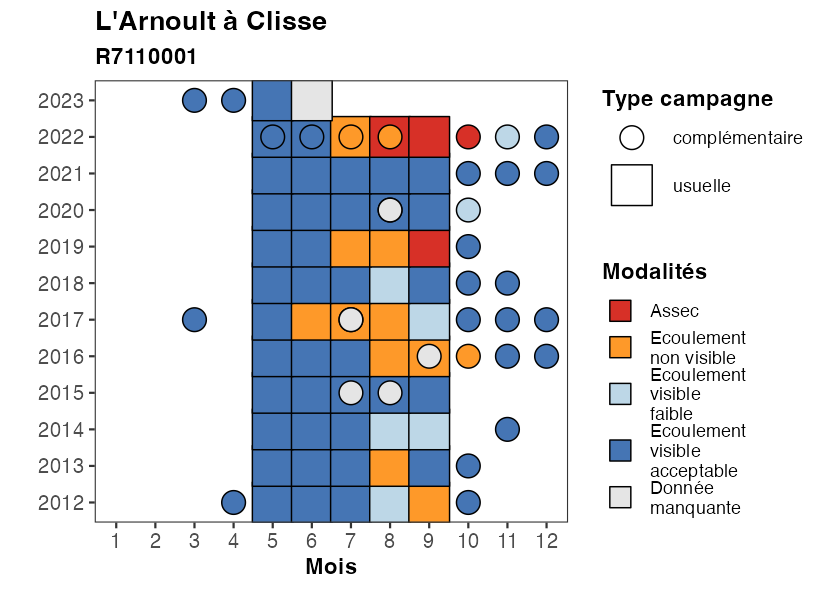 L'Arnoult à Clisse
R7110001
2023
2022
2021
2020
2019
2018
2017
2016
2015
2014
2013
2012
1 2 3 4 5 6 7 8 9 10 11 12
Mois
Type campagne
complémentaire
usuelle
Modalités
Assec
Ecoulement
non visible
Ecoulement
visible
faible
Ecoulement
visible
acceptable
Donnée
manquante